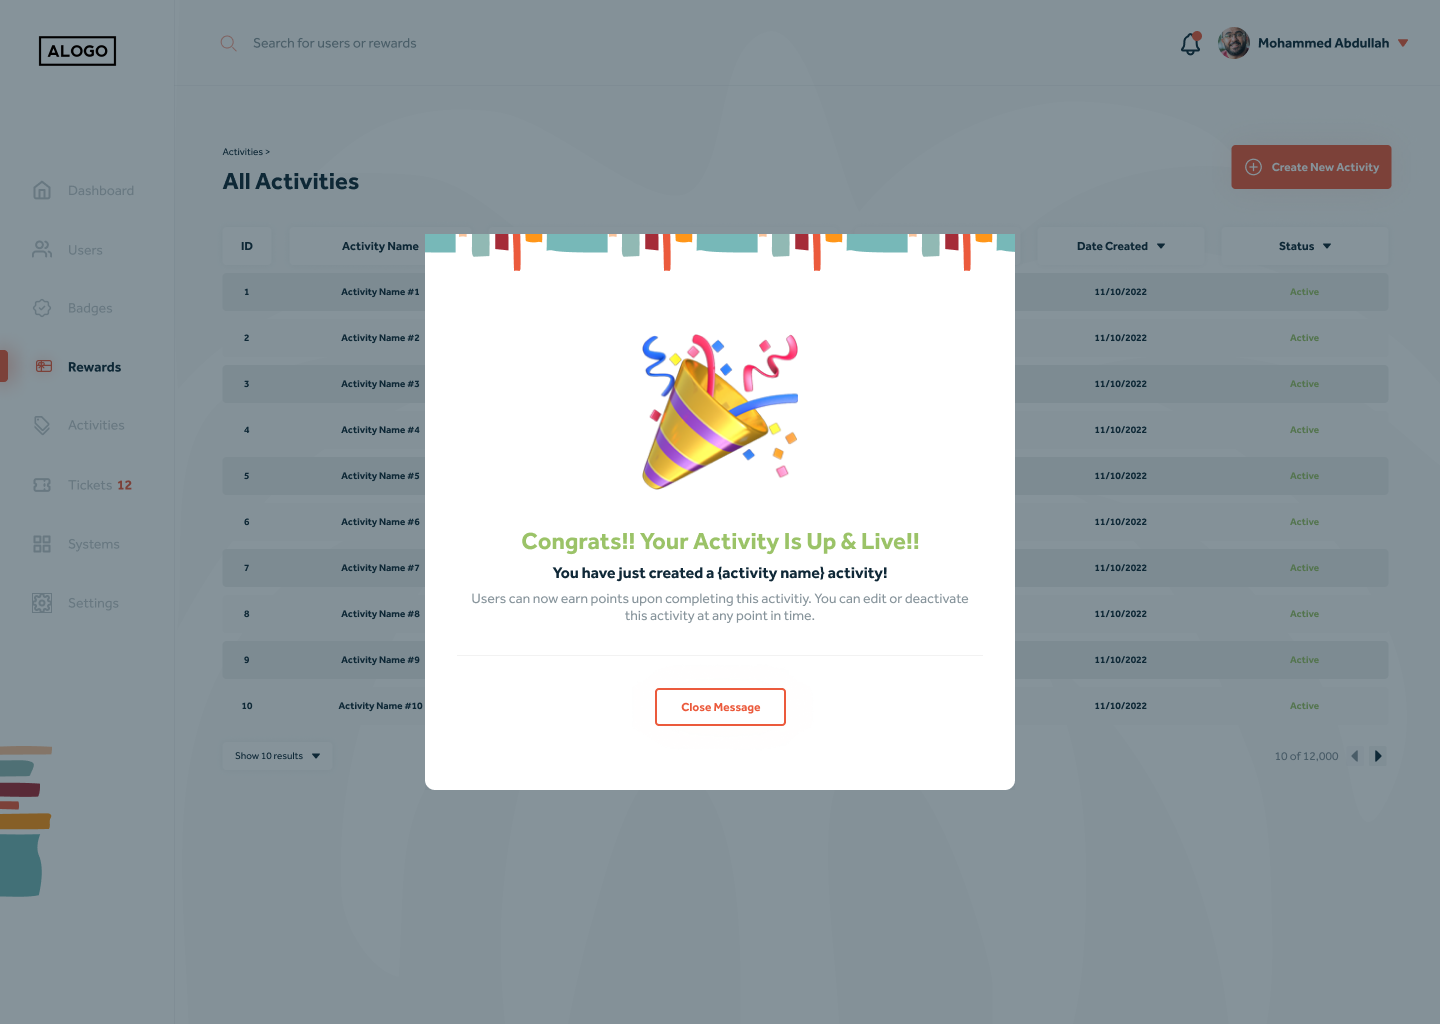 ALOGO
Search for users or rewards
Mohammed Abdullah
Dashboard
Users
Badges
Rewards
Activities
Tickets 12
Systems
Settings
Activities >
All Activities
Create New Activity
ID Activity Name Date Created Status
1 Activity Name #1 11/10/2022 Active
2 Activity Name #2 11/10/2022 Active
3 Activity Name #3 11/10/2022 Active
4 Activity Name #4 11/10/2022 Active
5 Activity Name #5 11/10/2022 Active
6 Activity Name #6 11/10/2022 Active
7 Activity Name #7 11/10/2022 Active
8 Activity Name #8 11/10/2022 Active
9 Activity Name #9 11/10/2022 Active
10 Activity Name #10 11/10/2022 Active
Show 10 results
10 of 12,000
Congrats!! Your Activity Is Up & Live!!
You have just created a {activity name} activity!
Users can now earn points upon completing this activitiy. You can edit or deactivate
this activity at any point in time.
Close Message